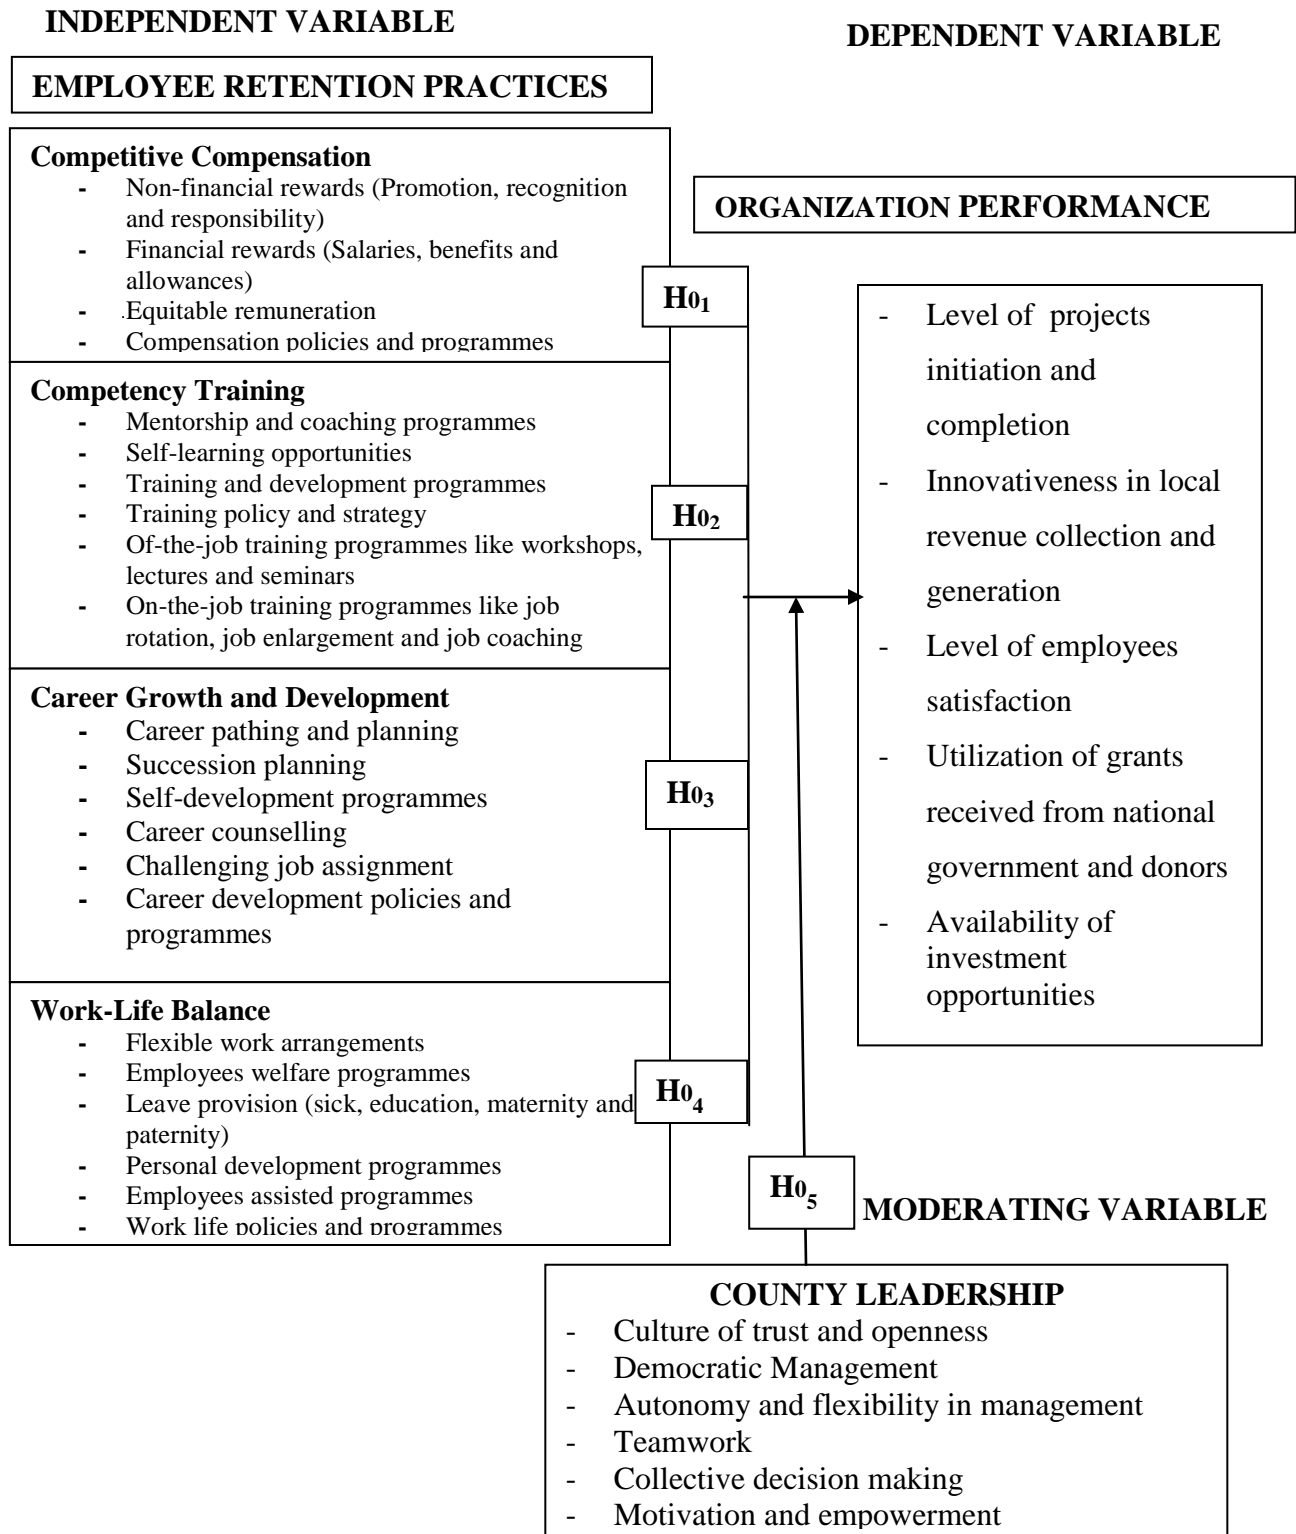 INDEPENDENT VARIABLE
DEPENDENT VARIABLE
EMPLOYEE RETENTION PRACTICES
Competitive Compensation
- Non-financial rewards (Promotion, recognition
and responsibility)
- Financial rewards (Salaries, benefits and
allowances)
- .Equitable remuneration
- Compensation policies and programmes
Competency Training
- Mentorship and coaching programmes
- Self-learning opportunities
- Training and development programmes
- Training policy and strategy
- Of-the-job training programmes like workshops,
lectures and seminars
- On-the-job training programmes like job
rotation, job enlargement and job coaching
Career Growth and Development
- Career pathing and planning
- Succession planning
- Self-development programmes
- Career counselling
- Challenging job assignment
- Career development policies and
programmes
Work-Life Balance
- Flexible work arrangements
- Employees welfare programmes
- Leave provision (sick, education, maternity and
paternity)
- Personal development programmes
- Employees assisted programmes
- Work life policies and programmes
H01
H02
H03
H04
ORGANIZATION PERFORMANCE
- Level of projects
initiation and
completion
- Innovativeness in local
revenue collection and
generation
- Level of employees
satisfaction
- Utilization of grants
received from national
government and donors
- Availability of
investment
opportunities
H05
MODERATING VARIABLE
COUNTY LEADERSHIP
- Culture of trust and openness
- Democratic Management
- Autonomy and flexibility in management
- Teamwork
- Collective decision making
- Motivation and empowerment